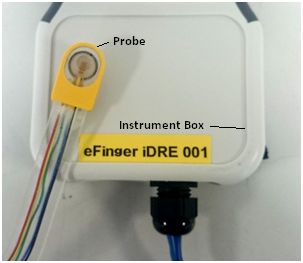 Probe
Instrument Box
eFinger iDRE 001